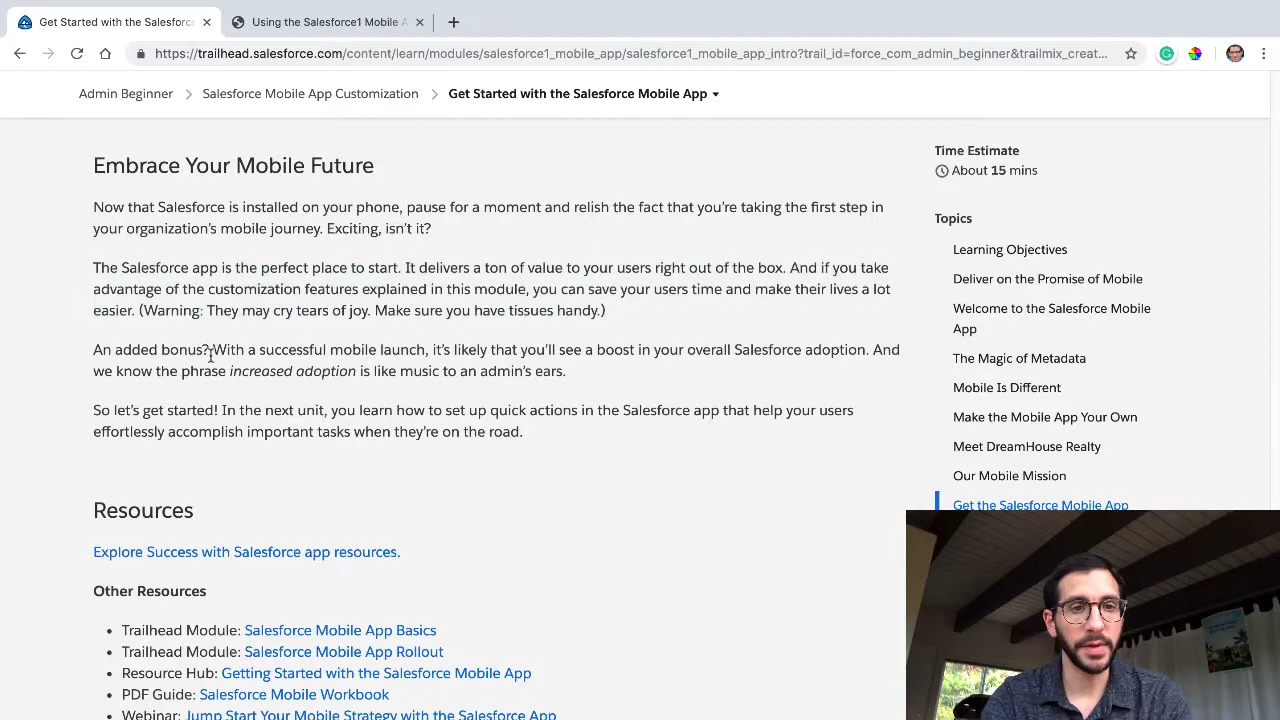 Get Started with the Salesforce
Using the Salesforce1 Mobile A
https://trailhead.salesforce.com/content/learn/modules/salesforce1_mobile_app/salesforce1_mobile_app_intro?trail_id=force_com_admin_beginner&trailmix_creat...
Admin Beginner
Salesforce Mobile App Customization
Get Started with the Salesforce Mobile App
Embrace Your Mobile Future
Now that Salesforce is installed on your phone, pause for a moment and relish the fact that you’re taking the first step in
your organization’s mobile journey. Exciting, isn’t it?
The Salesforce app is the perfect place to start. It delivers a ton of value to your users right out of the box. And if you take
advantage of the customization features explained in this module, you can save your users time and make their lives a lot
easier. (Warning: They may cry tears of joy. Make sure you have tissues handy.)
An added bonus? With a successful mobile launch, it’s likely that you’ll see a boost in your overall Salesforce adoption. And
we know the phrase increased adoption is like music to an admin’s ears.
So let’s get started! In the next unit, you learn how to set up quick actions in the Salesforce app that help your users
effortlessly accomplish important tasks when they’re on the road.
Resources
Explore Success with Salesforce app resources.
Other Resources
• Trailhead Module: Salesforce Mobile App Basics
• Trailhead Module: Salesforce Mobile App Rollout
• Resource Hub: Getting Started with the Salesforce Mobile App
• PDF Guide: Salesforce Mobile Workbook
• Webinar: Jump Start Your Mobile Strategy with the Salesforce App
Time Estimate
About 15 mins
Topics
Learning Objectives
Deliver on the Promise of Mobile
Welcome to the Salesforce Mobile
App
The Magic of Metadata
Mobile Is Different
Make the Mobile App Your Own
Meet DreamHouse Realty
Our Mobile Mission
Get the Salesforce Mobile App